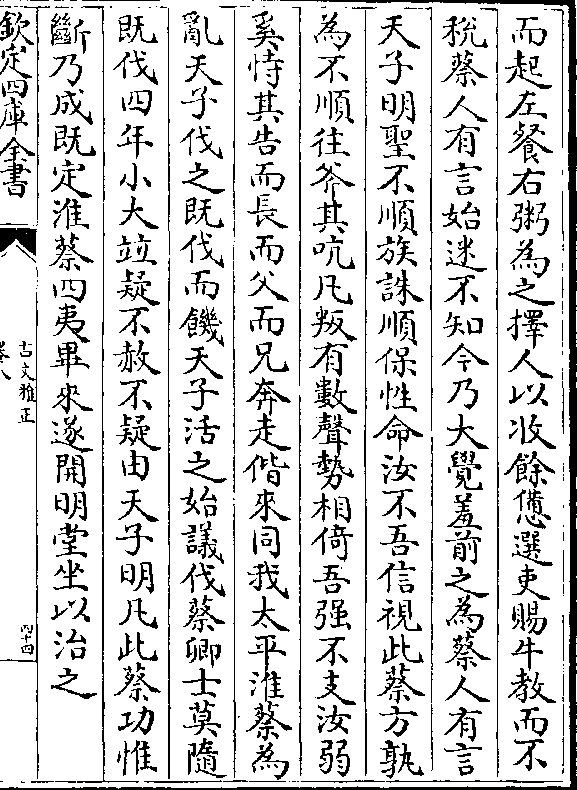 而起左餐右粥為之擇人以收餘憊選吏賜牛教而不
稅蔡人有言始迷不知今乃大覺羞前之為蔡人有言
天子明聖不順族誅順保性命汝不吾信視此蔡方孰
為不順往斧其吭凡叛有數聲勢相倚吾强不支汝弱
奚恃其告而長而父而兄奔走偕來同我太平淮蔡為
亂天子伐之既伐而饑天子活之始議伐蔡卿士莫隨
既伐四年小大竝疑不赦不疑由天子明凡此蔡功惟
斷乃成既定淮蔡四夷畢來遂開明堂坐以治之
欽定四庫全書
古文雅正
卷八
四十四